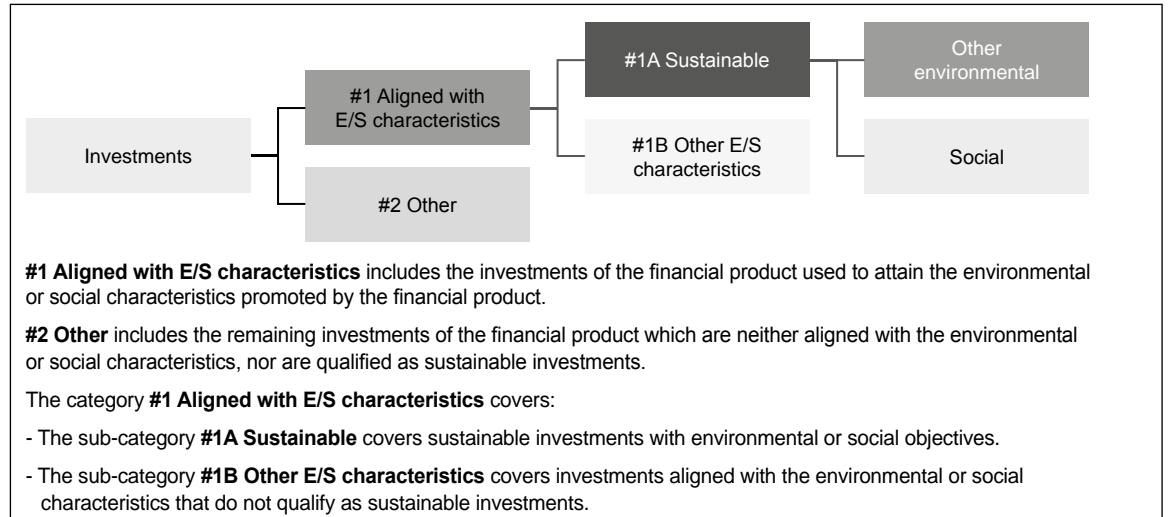 #1A Sustainable
Other
environmental
#1 Aligned with
E/S characteristics
Investments
#1B Other E/S
characteristics
Social
#2 Other
#1 Aligned with E/S characteristics includes the investments of the financial product used to attain the environmental
or social characteristics promoted by the financial product.
#2 Other includes the remaining investments of the financial product which are neither aligned with the environmental
or social characteristics, nor are qualified as sustainable investments.
The category #1 Aligned with E/S characteristics covers:
- The sub-category #1A Sustainable covers sustainable investments with environmental or social objectives.
- The sub-category #1B Other E/S characteristics covers investments aligned with the environmental or social
characteristics that do not qualify as sustainable investments.